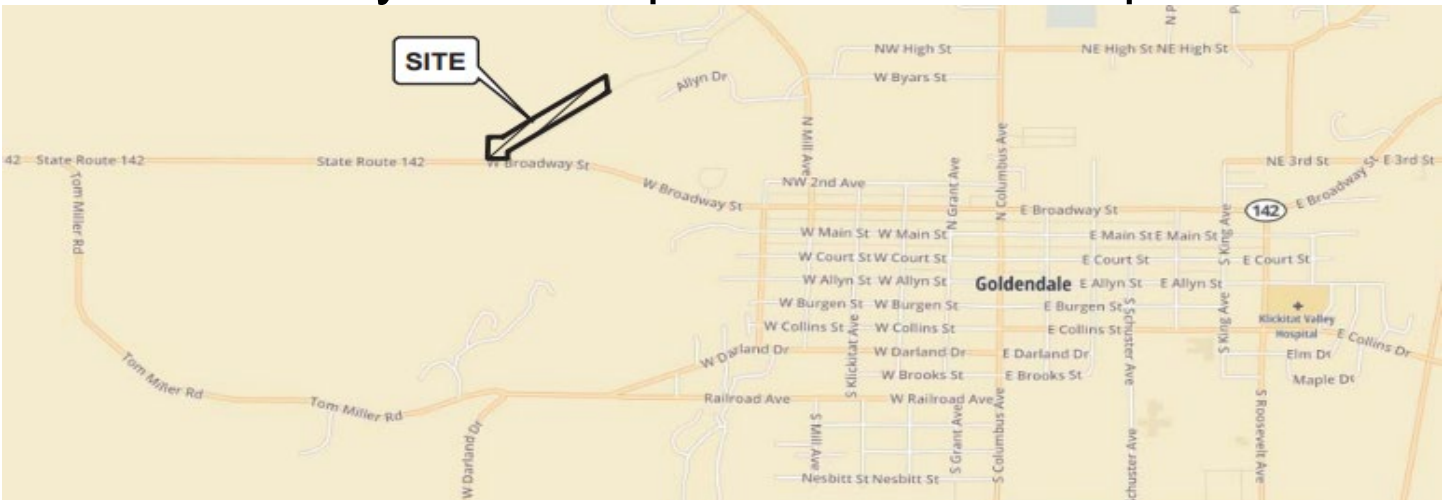 SITE
NW High St
NE High St NE High St
W Byars St
Allyn Dr
N Mill Ave
N Columbus Ave
42 State Route 142
State Route 142
W Broadway St
NE 3rd St
E 3rd St
Tom Miller Rd
W Broadway St
NW 2nd Ave
N Grant Ave
E Broadway St
142
E Broadway St
W Main St W Main St
E Main St E Main St
S King Ave
W Court St W Court St
E Court St
E Court St
W Allyn St W Allyn St
Goldendale
E Allyn St E Allyn St
W Burgen St W Burgen St
E Burgen St
S Schuster Ave
Klickitat Valley
Hospital
W Collins St W Collins St
E Collins St
E Collins Dr
S Klickitat Ave
S King Ave
W Darland Dr
W Darland Dr
E Darland Dr
Elm Dr
Tom Miller Rd
W Brooks St
E Brooks St
Maple Dr
Tom Miller Rd
Railroad Ave
W Railroad Ave
W Darland Dr
S Mill Ave
S Grant Ave
S Columbus Ave
chuster Ave
S Roosevelt Ave
Nesbitt St Nesbitt St